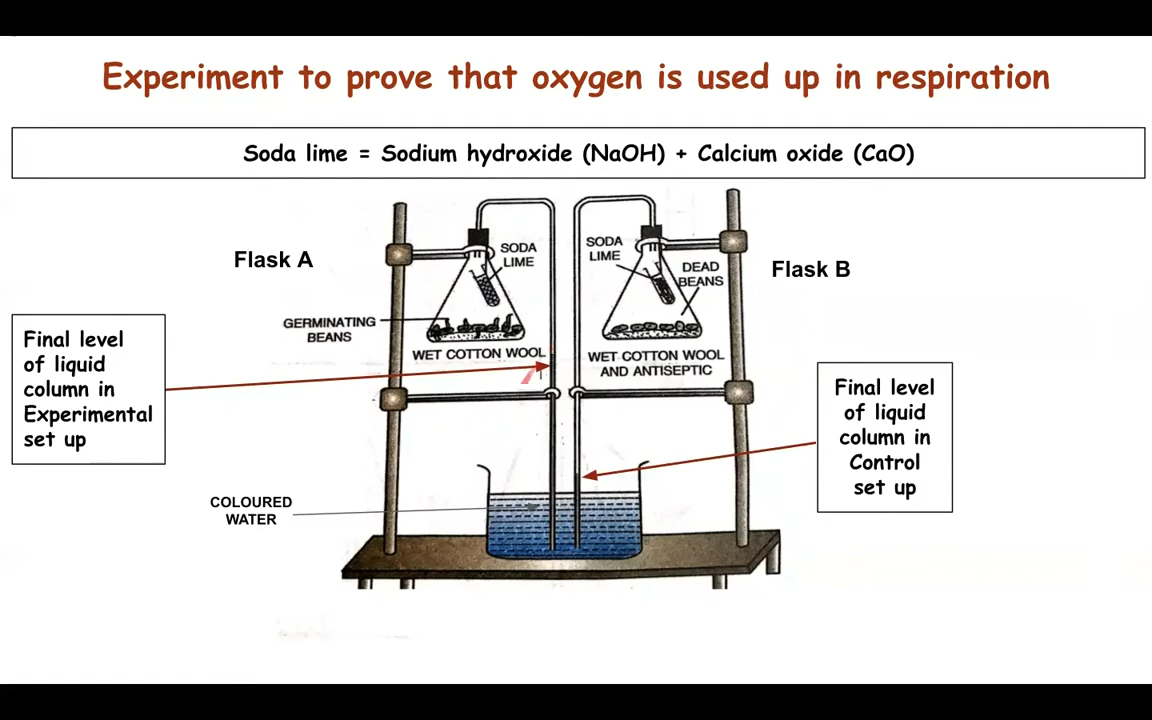 Experiment to prove that oxygen is used up in respiration
Soda lime = Sodium hydroxide (NaOH) + Calcium oxide (CaO)
Flask A
SODA
LIME
SODA
LIME
DEAD
BEANS
Flask B
GERMINATING
BEANS
WET COTTON WOOL
WET COTTON WOOL
AND ANTISEPTIC
Final level
of liquid
column in
Experimental
set up
Final level
of liquid
column in
Control
set up
COLOURED
WATER